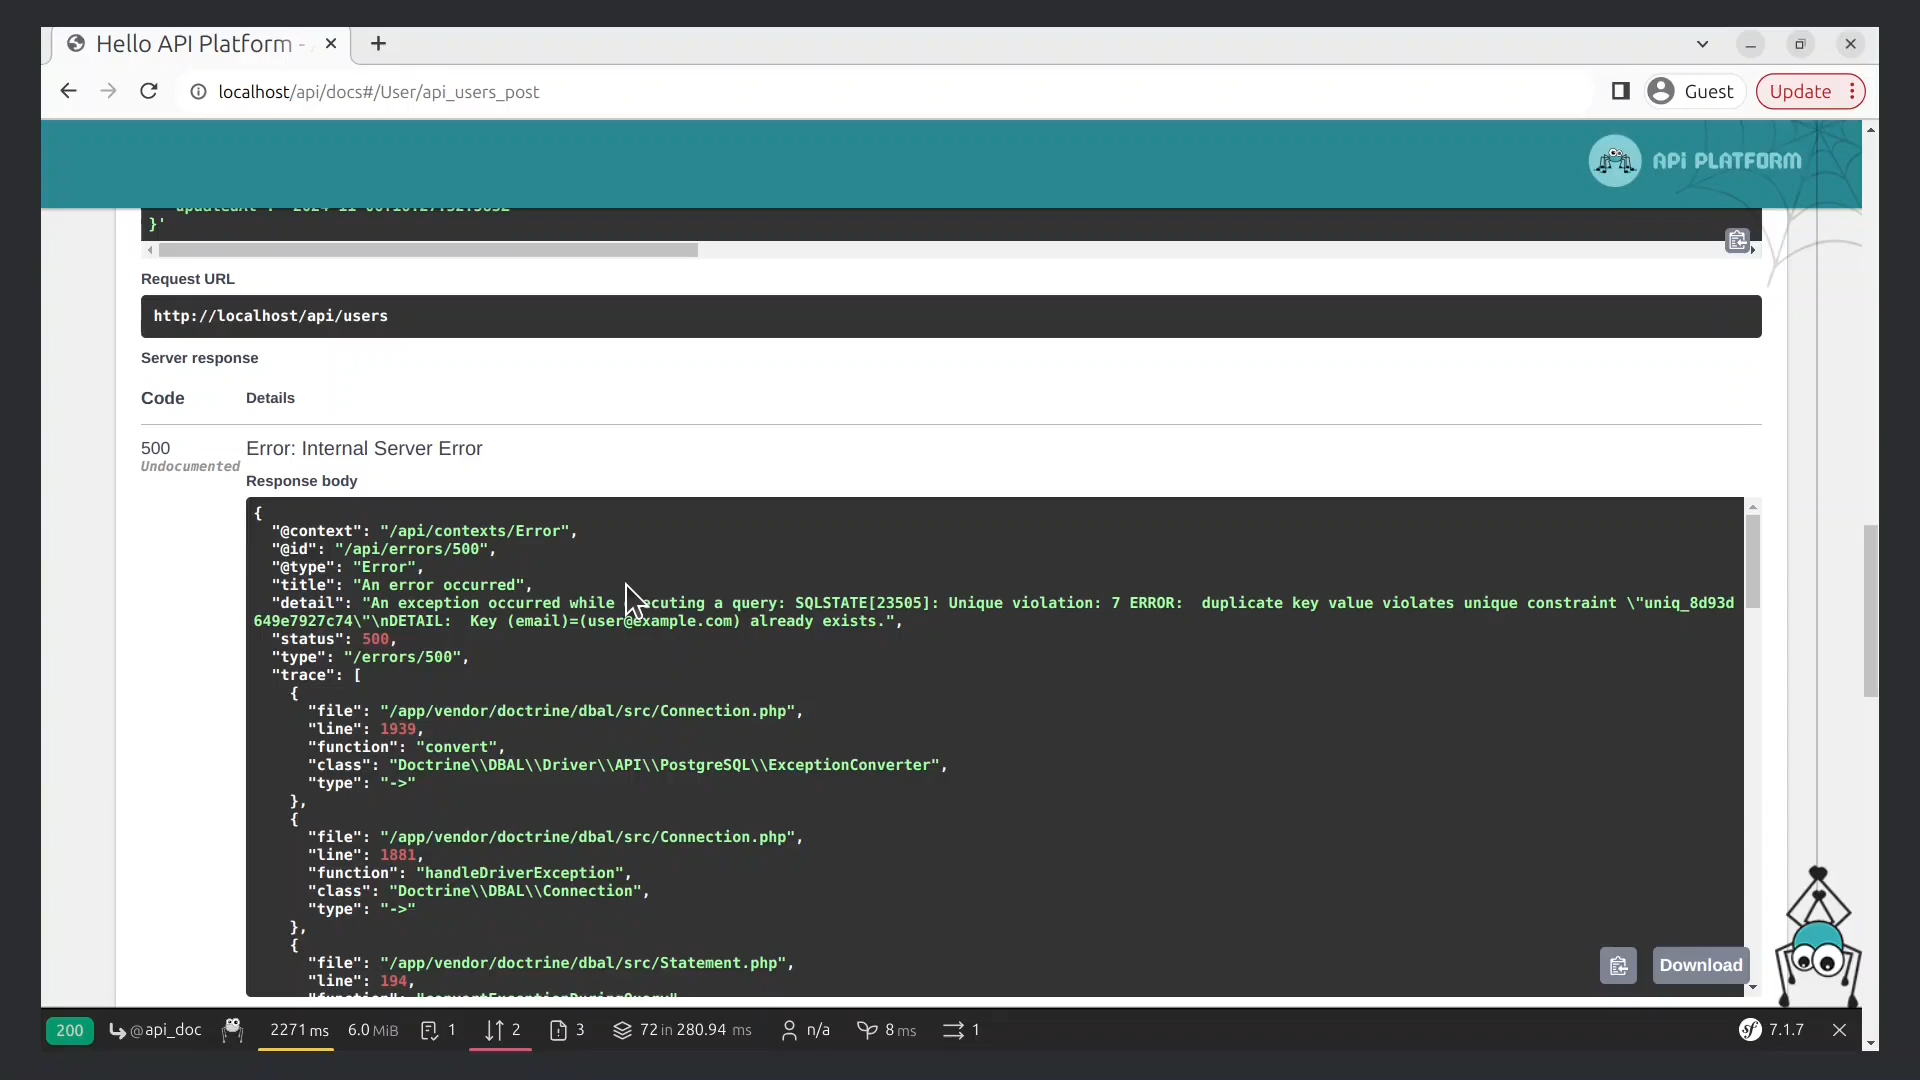 Hello API Platform -
localhost/api/docs#/User/api_users_post
Guest
Update
API PLATFORM
}'
Request URL
http://localhost/api/users
Server response
Code Details
500 Error: Internal Server Error
Undocumented
Response body
{
"@context": "/api/contexts/Error",
"@id": "/api/errors/500",
"@type": "Error",
"title": "An error occurred",
"detail": "An exception occurred while executing a query: SQLSTATE[23505]: Unique violation: 7 ERROR:  duplicate key value violates unique constraint \"uniq_8d93d
649e7927c74\"\nDETAIL:  Key (email)=(user@example.com) already exists.",
"status": 500,
"type": "/errors/500",
"trace": [
{
"file": "/app/vendor/doctrine/dbal/src/Connection.php",
"line": 1939,
"function": "convert",
"class": "Doctrine\\DBAL\\Driver\\API\\PostgreSQL\\ExceptionConverter",
"type": "->"
},
{
"file": "/app/vendor/doctrine/dbal/src/Connection.php",
"line": 1881,
"function": "handleDriverException",
"class": "Doctrine\\DBAL\\Connection",
"type": "->"
},
{
"file": "/app/vendor/doctrine/dbal/src/Statement.php",
"line": 194,
Download
200 @api_doc 2271 ms 6.0 MiB 1 2 3 72 in 280.94 ms n/a 8 ms 1 sf 7.1.7